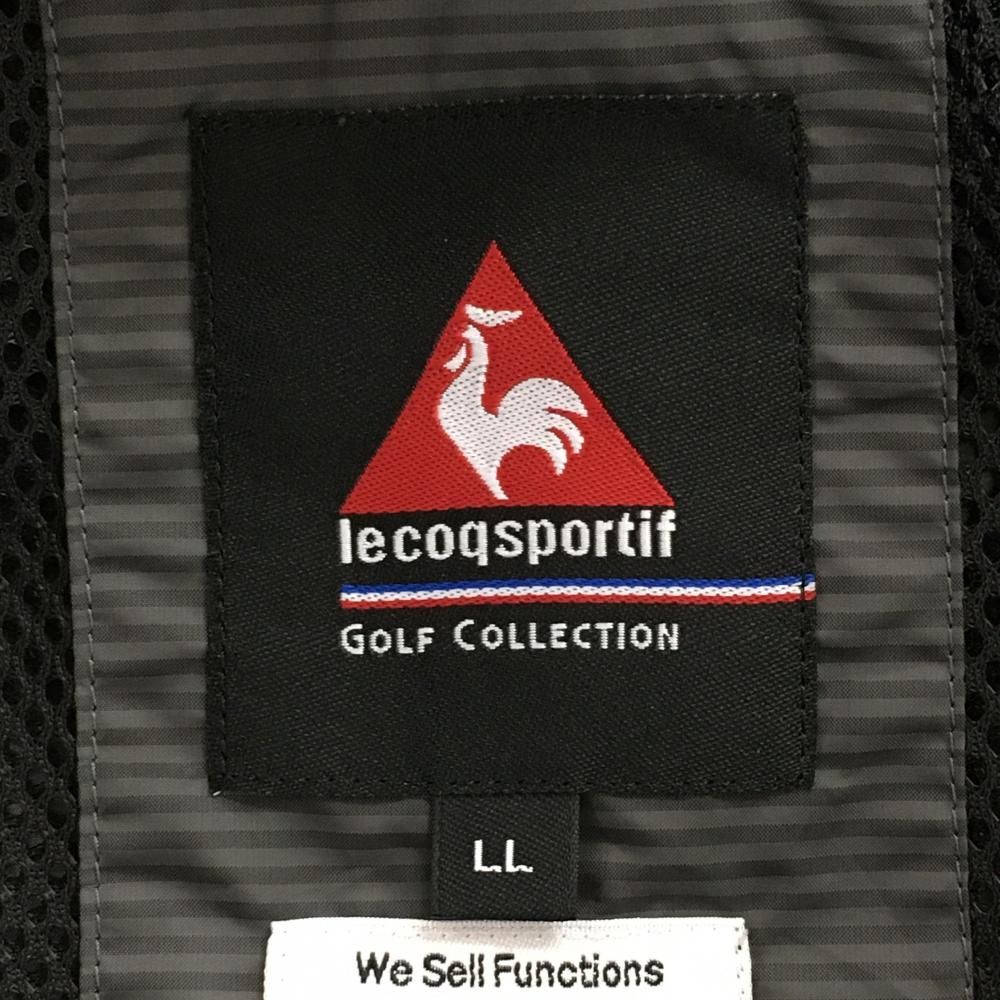 lecoqsportif
GOLF COLLECTION
LL
We Sell Functions